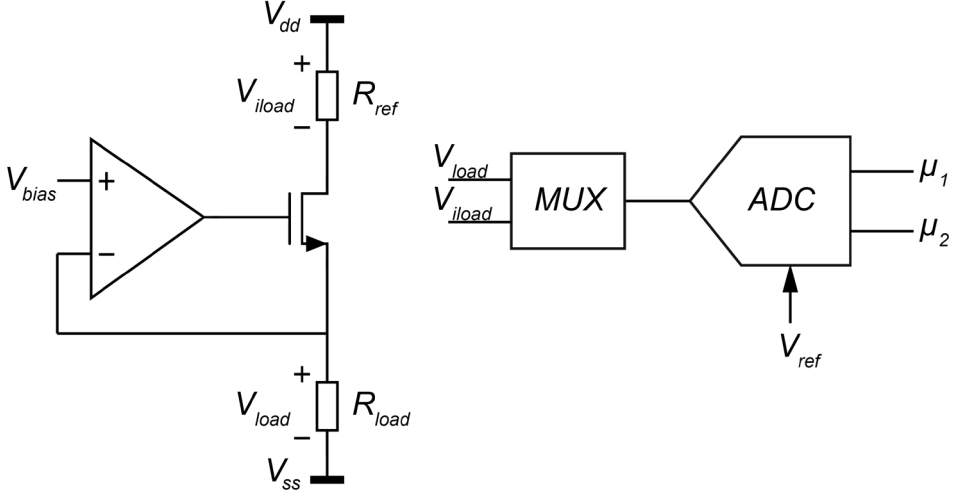 Vdd
+
Viload
Rref
−
Vbias
+
−
+
Vload
Rload
−
Vss
Vload
Viload
MUX
ADC
μ1
μ2
Vref